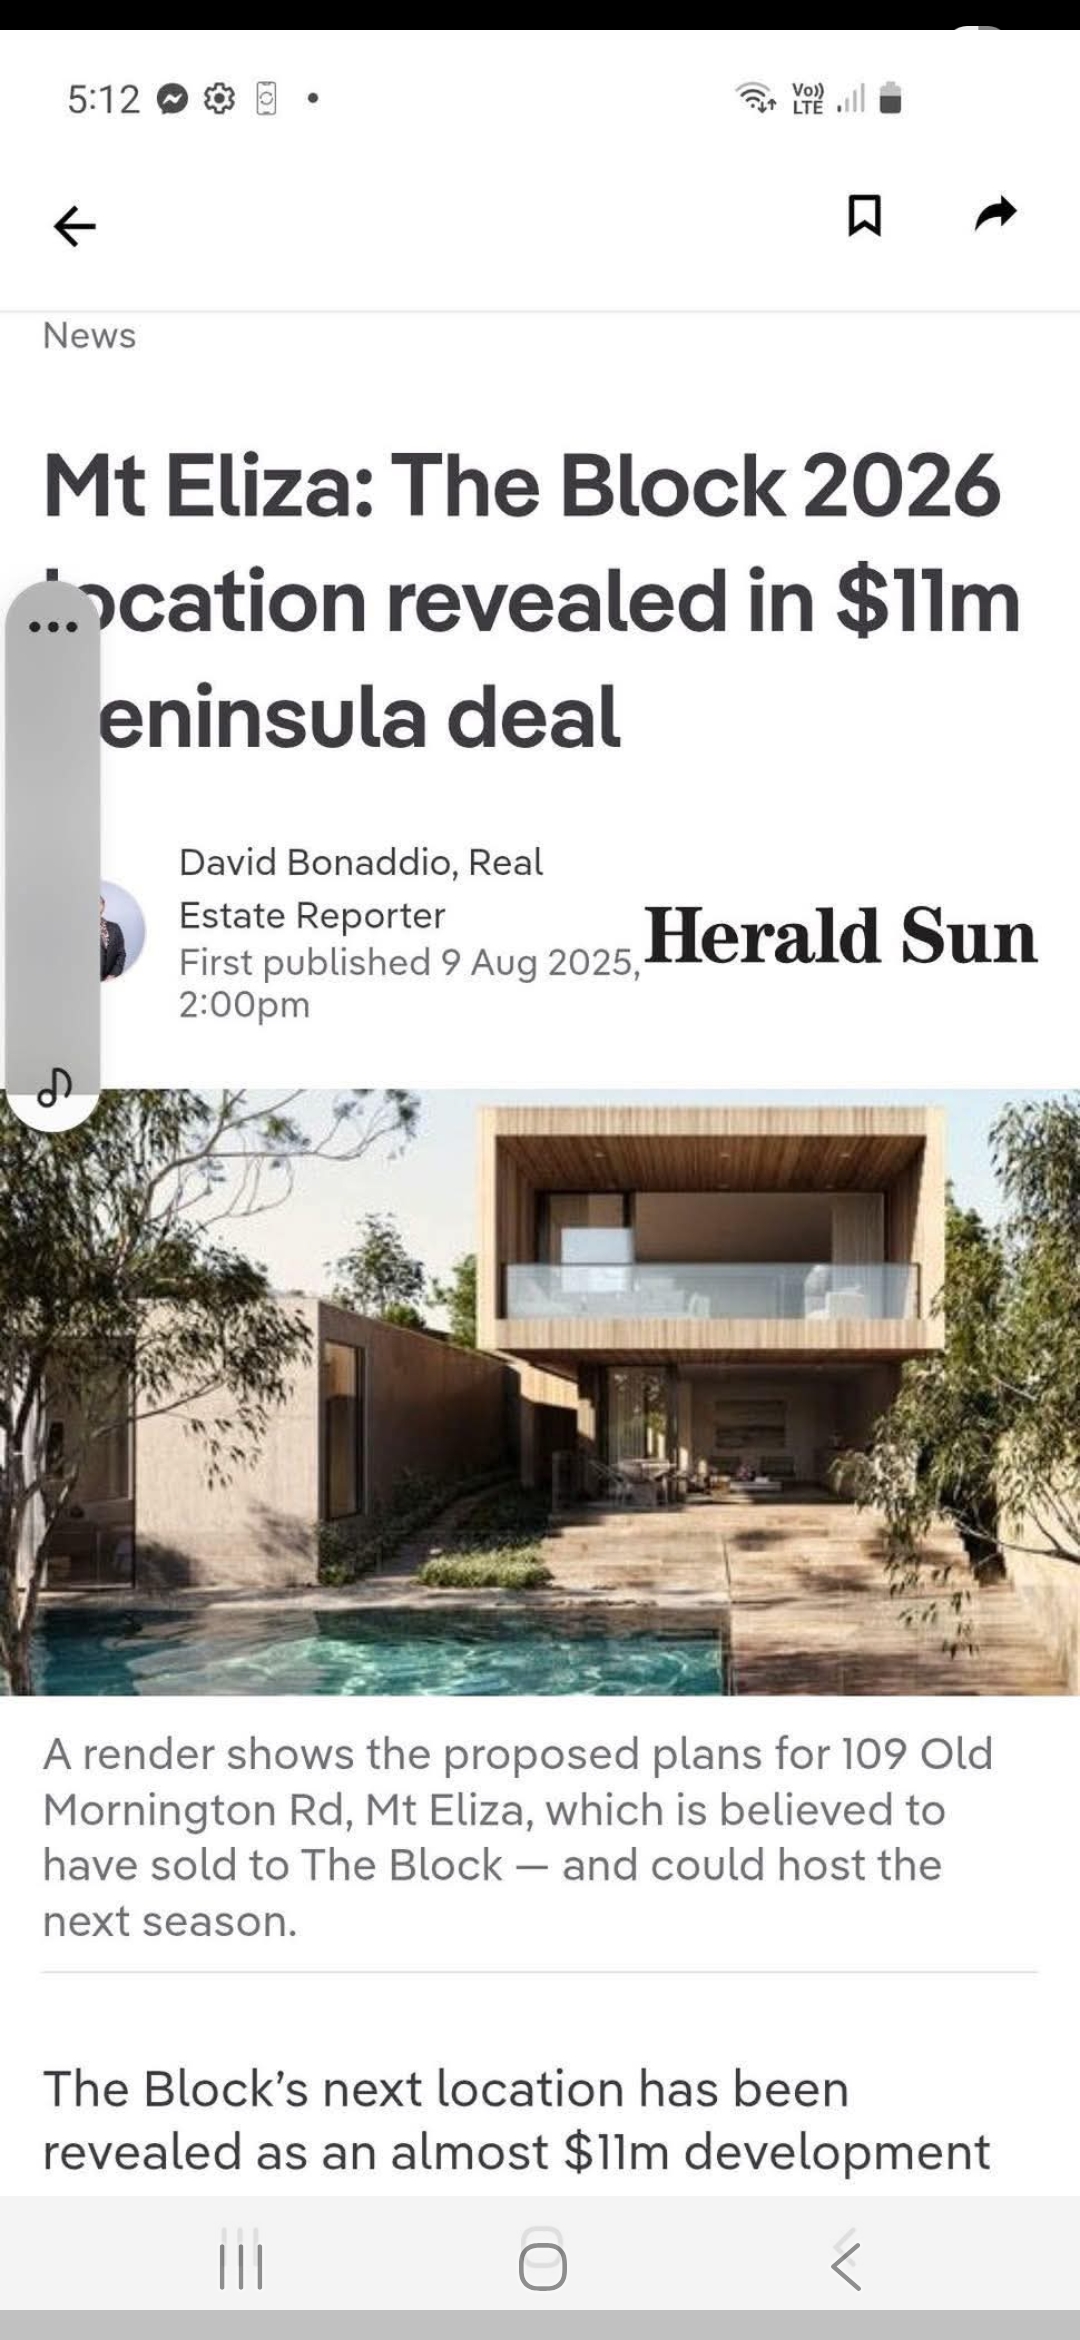 5:12
Vo))
LTE
News
Mt Eliza: The Block 2026
location revealed in $11m
eninsula deal
David Bonaddio, Real
Estate Reporter
First published 9 Aug 2025,
2:00pm
Herald Sun
A render shows the proposed plans for 109 Old
Mornington Rd, Mt Eliza, which is believed to
have sold to The Block — and could host the
next season.
The Block’s next location has been
revealed as an almost $11m development